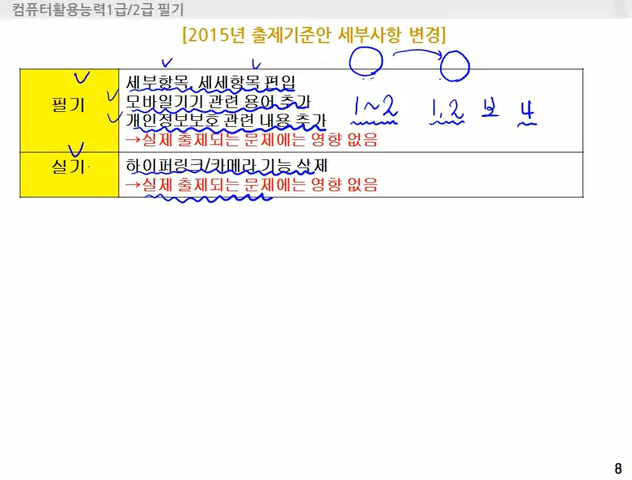 컴퓨터활용능력1급/2급 필기
[2015년 출제기준안 세부사항 변경]
필기
세부항목, 세세항목 편입
모바일기기 관련 용어 추가
개인정보보호 관련 내용 추가
→실제 출제되는 문제에는 영향 없음
1~2 1, 2 보 4
실기
하이퍼링크/카메라 기능 삭제
→실제 출제되는 문제에는 영향 없음
8